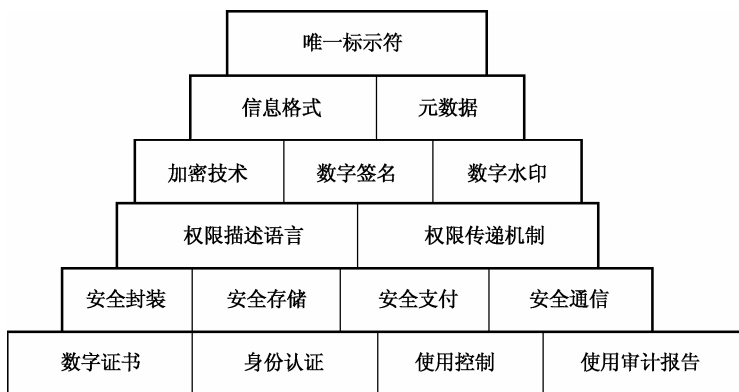 唯一标示符
信息格式 元数据
加密技术 数字签名 数字水印
权限描述语言 权限传递机制
安全封装 安全存储 安全支付 安全通信
数字证书 身份认证 使用控制 使用审计报告